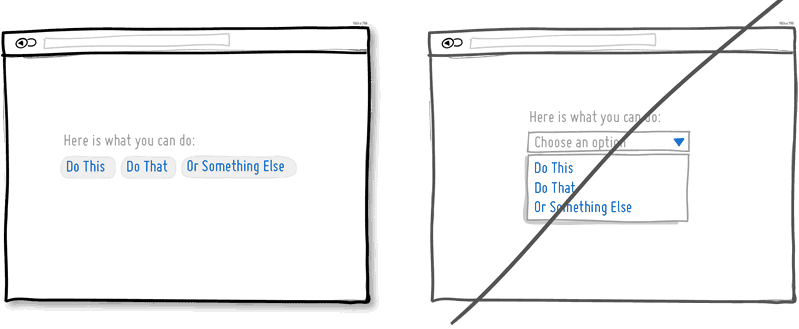 Here is what you can do:
Do This
Do That
Or Something Else
Here is what you can do:
Choose an option
Do This
Do That
Or Something Else